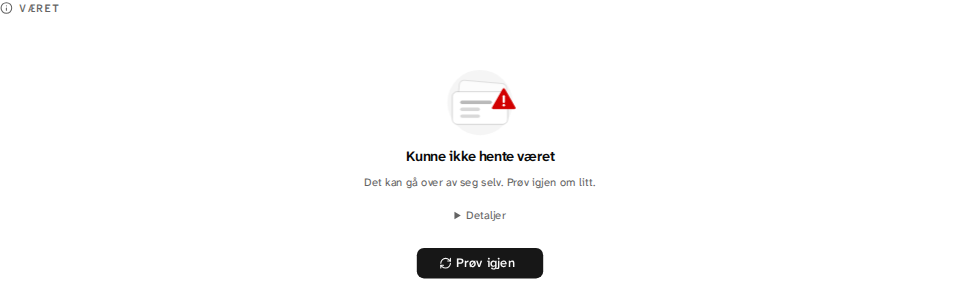 VÆRET
Kunne ikke hente været
Det kan gå over av seg selv. Prøv igjen om litt.
Detaljer
Prøv igjen